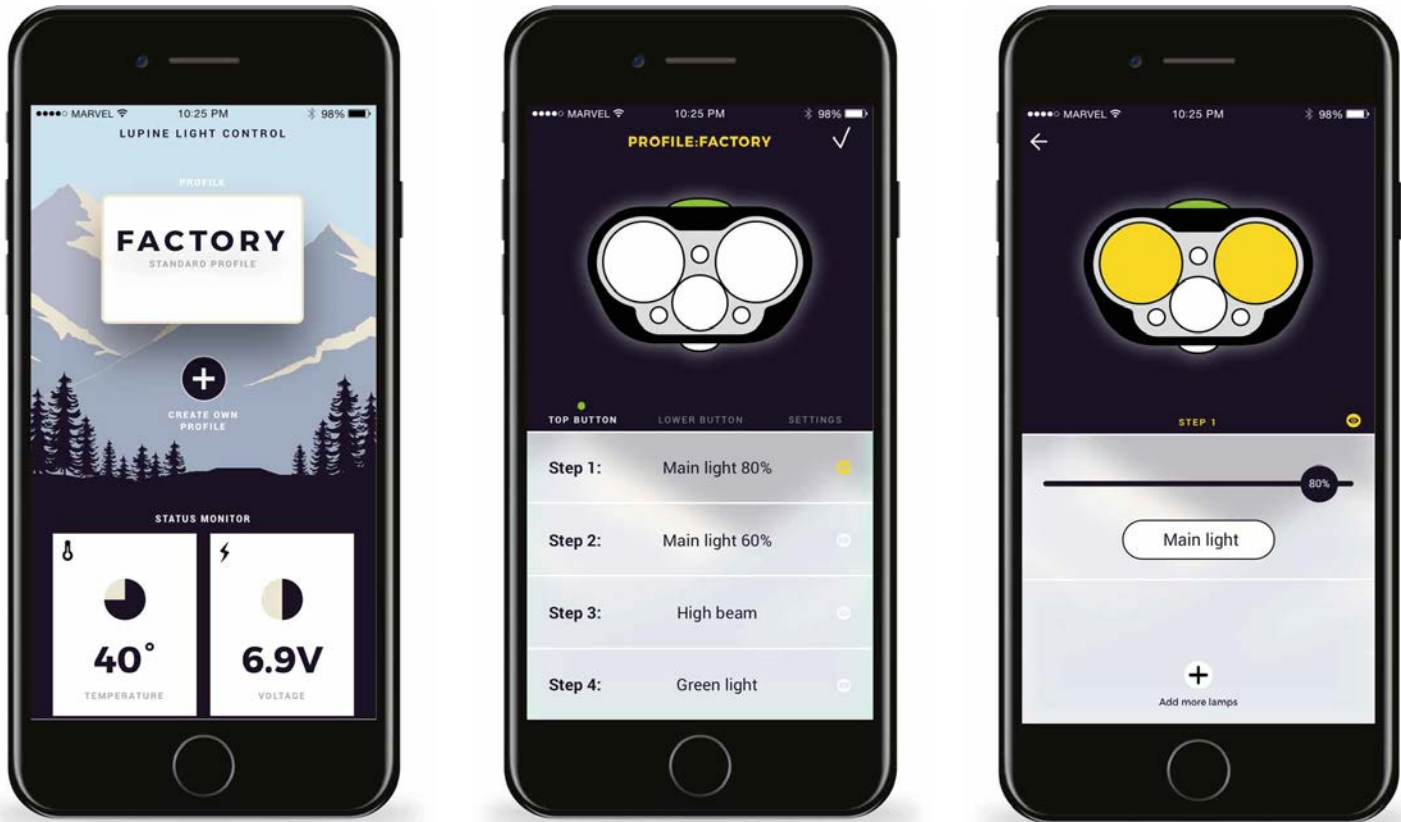 MARVEL 10:25 PM 98%
LUPINE LIGHT CONTROL
PROFILE
FACTORY
STANDARD PROFILE
CREATE OWN
PROFILE
STATUS MONITOR
40° 6.9V
TEMPERATURE VOLTAGE
MARVEL 10:25 PM 98%
PROFILE:FACTORY
TOP BUTTON LOWER BUTTON SETTINGS
Step 1: Main light 80%
Step 2: Main light 60%
Step 3: High beam
Step 4: Green light
MARVEL 10:25 PM 98%
STEP 1
80%
Main light
Add more lamps